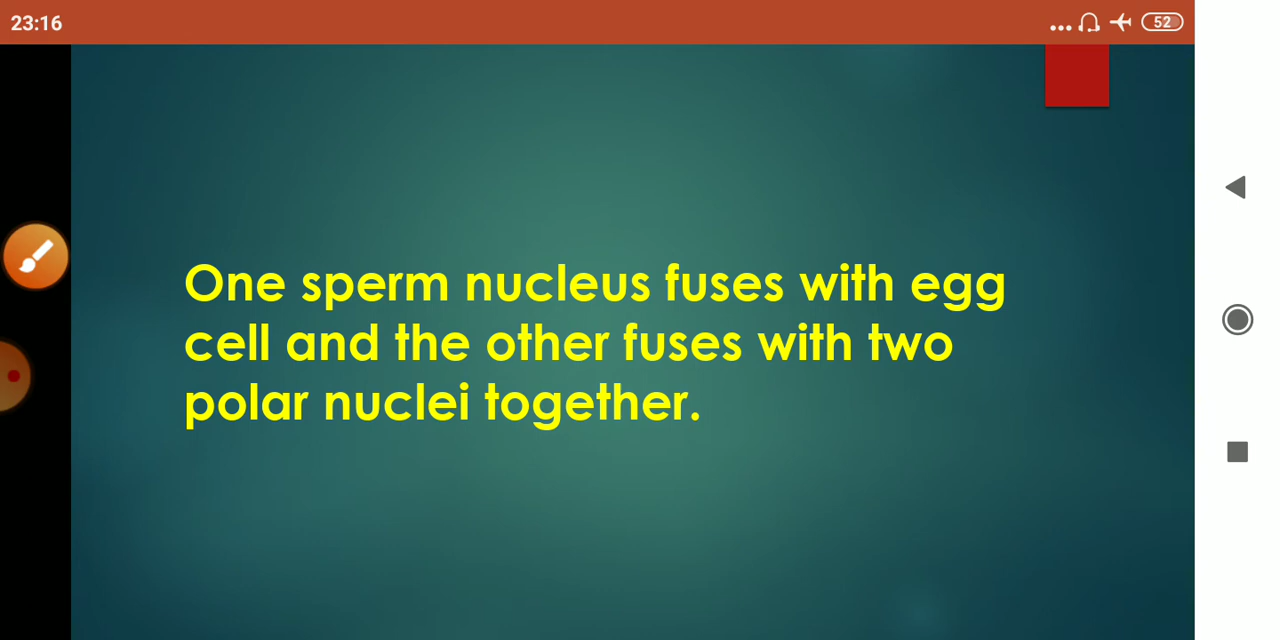 23:16
52
One sperm nucleus fuses with egg
cell and the other fuses with two
polar nuclei together.